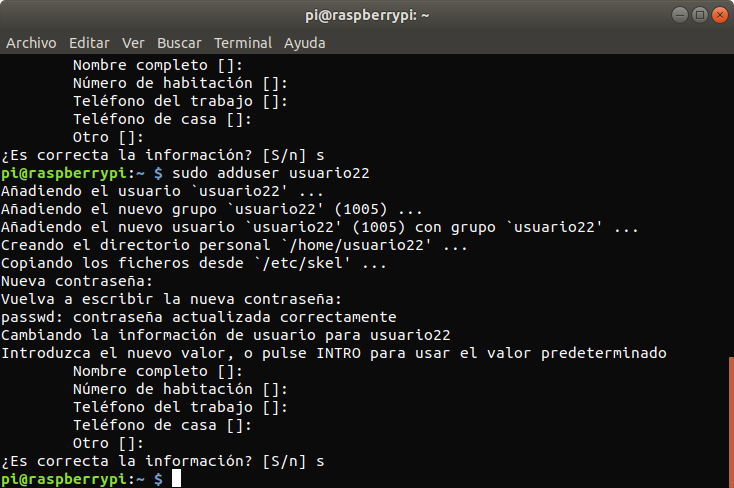 pi@raspberrypi: ~
Archivo Editar Ver Buscar Terminal Ayuda
Nombre completo []:
Número de habitación []:
Teléfono del trabajo []:
Teléfono de casa []:
Otro []:
¿Es correcta la información? [S/n] s
pi@raspberrypi:~ $ sudo adduser usuario22
Añadiendo el usuario `usuario22' ...
Añadiendo el nuevo grupo `usuario22' (1005) ...
Añadiendo el nuevo usuario `usuario22' (1005) con grupo `usuario22' ...
Creando el directorio personal `/home/usuario22' ...
Copiando los ficheros desde `/etc/skel' ...
Nueva contraseña:
Vuelva a escribir la nueva contraseña:
passwd: contraseña actualizada correctamente
Cambiando la información de usuario para usuario22
Introduzca el nuevo valor, o pulse INTRO para usar el valor predeterminado
Nombre completo []:
Número de habitación []:
Teléfono del trabajo []:
Teléfono de casa []:
Otro []:
¿Es correcta la información? [S/n] s
pi@raspberrypi:~ $